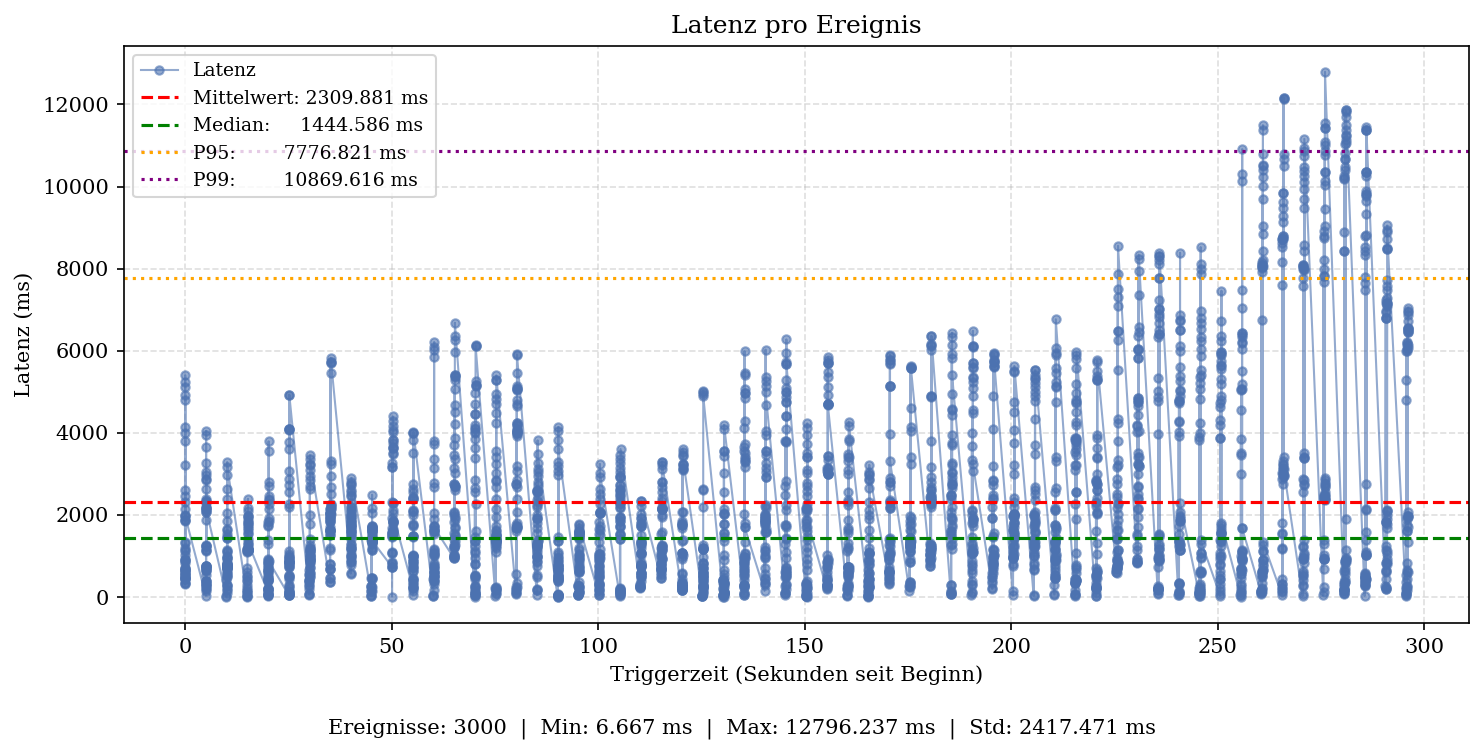 Latenz pro Ereignis
Latenz
Mittelwert: 2309.881 ms
Median: 1444.586 ms
P95: 7776.821 ms
P99: 10869.616 ms
Latenz (ms)
12000
10000
8000
6000
4000
2000
0
0 50 100 150 200 250 300
Triggerzeit (Sekunden seit Beginn)
Ereignisse: 3000 | Min: 6.667 ms | Max: 12796.237 ms | Std: 2417.471 ms